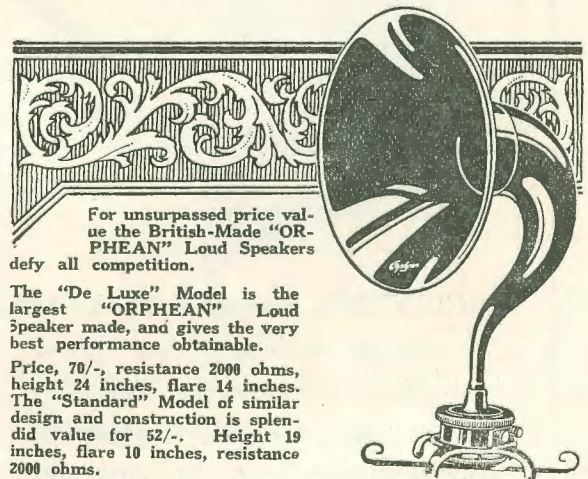 For unsurpassed price val-
ue the British-Made "OR-
PHEAN" Loud Speakers
defy all competition.
The "De Luxe" Model is the
largest "ORPHEAN" Loud
Speaker made, and gives the very
best performance obtainable.
Price, 70/-, resistance 2000 ohms,
height 24 inches, flare 14 inches.
The "Standard" Model of similar
design and construction is splen-
did value for 52/-. Height 19
inches, flare 10 inches, resistance
2000 ohms.
Orphean